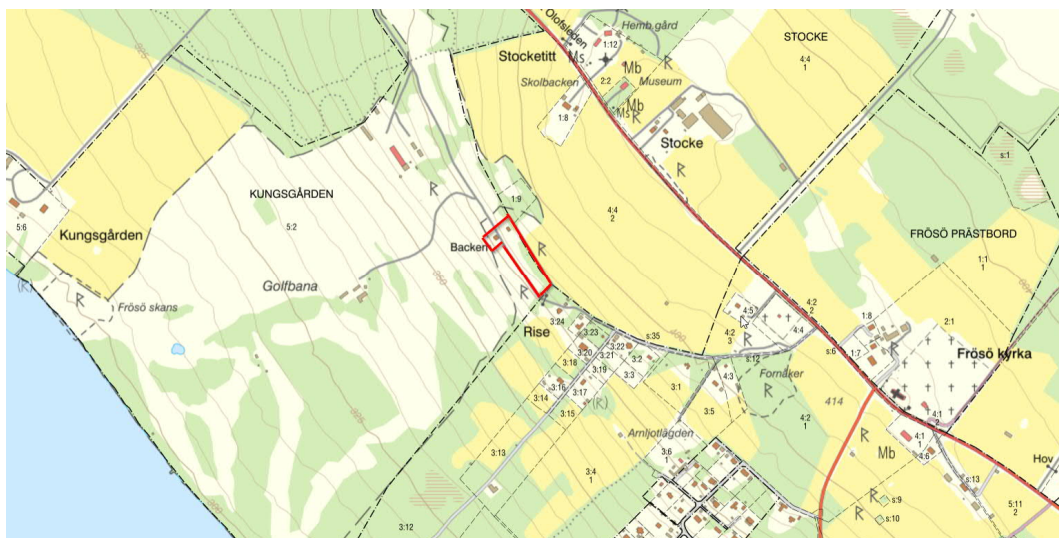 Hemb.gård
Olofsleden
1:12
STOCKE
4:4
1
Stocketitt
Ms
Mb
Skolbacken
2:2
Museum
Mb
Ms
R
1:8
Stocke
R
s:1
KUNGSGÅRDEN
R
1:9
5:6
5:2
4:4
2
Kungsgården
FRÖSÖ PRÄSTBORD
1:1
1
Backen
R
(R)
R
Golfbana
R
Frösö skans
4:5
4:2
2
3:24
Rise
3:23
s:35
4:2
3
4:4
1:8
2:1
3:22
R
s:6
3:20
3:21
3:2
s:12
1:7
R
Frösö kyrka
3:18
3:19
3:3
4:3
Fornåker
3:16
3:17
3:1
R
3:14
(R)
414
3:15
3:5
4:2
1
4:1
2
Arnljotlägden
R
4:1
1
3:6
1
Mb
4:6
Hov
3:13
3:4
1
s:13
R
s:9
5:11
2
R
s:10
3:12